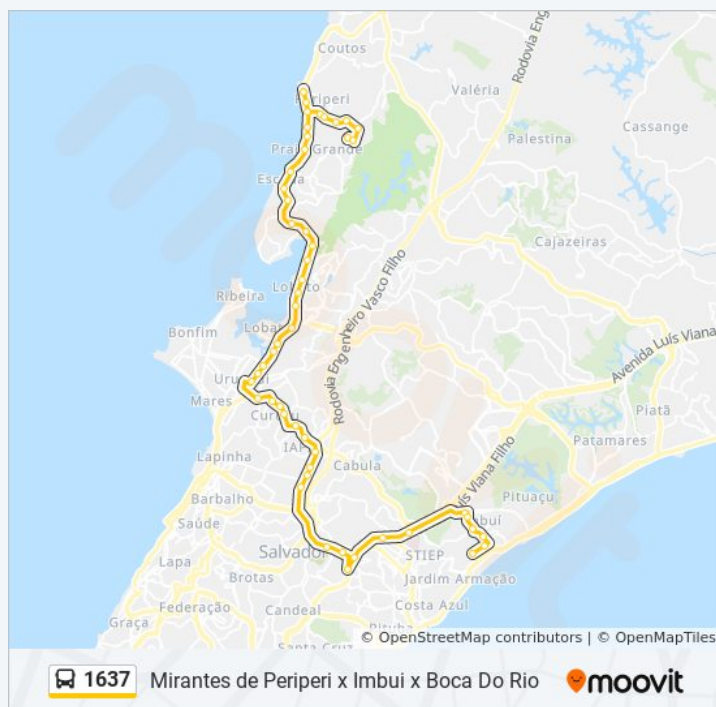 Coutos
Valéria
Rodovia Eng
Periperi
Cassange
Palestina
Praia Grande
Escada
Cajazeiras
Rodovia Engenheiro Vasco Filho
Lobato
Ribeira
Bonfim
Lobato
Avenida Luís Viana
Uruguai
Mares
Curuzu
Piatã
Patamares
IAPI
Lapinha
Cabula
Luís Viana Filho
Pituaçu
Barbalho
Imbuí
Saúde
Salvador
STIEP
Lapa
Jardim Armação
Brotas
Federação
Candeal
Costa Azul
Graça
Pituba
Santa Cruz
© OpenStreetMap contributors | © OpenMapTiles
1637 Mirantes de Periperi x Imbui x Boca Do Rio moovit